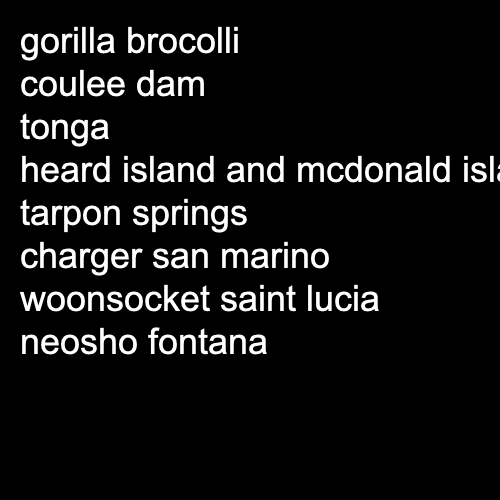 gorilla brocolli
coulee dam
tonga
heard island and mcdonald isl
tarpon springs
charger san marino
woonsocket saint lucia
neosho fontana